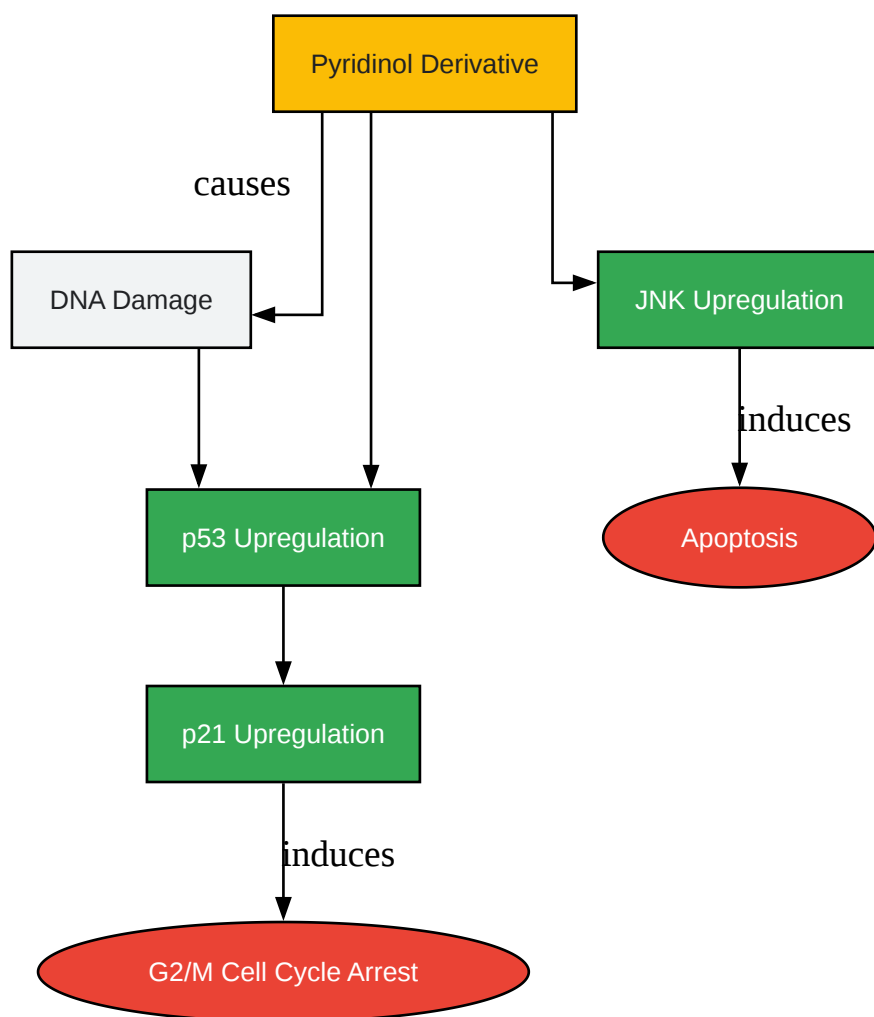 Pyridinol Derivative
causes
DNA Damage
JNK Upregulation
induces
p53 Upregulation
Apoptosis
p21 Upregulation
induces
G2/M Cell Cycle Arrest